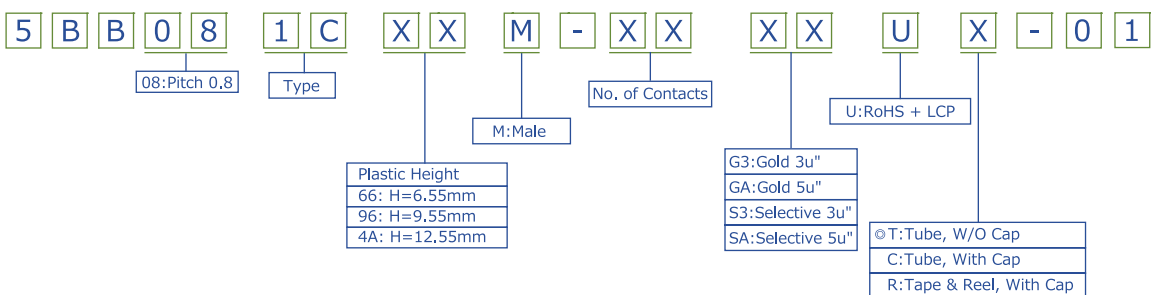 5 B B 0 8 1 C X X M - X X X X U X - 0 1
08:Pitch 0.8
Type
No. of Contacts
U:RoHS + LCP
M:Male
Plastic Height
66: H=6.55mm
96: H=9.55mm
4A: H=12.55mm
G3:Gold 3u"
GA:Gold 5u"
S3:Selective 3u"
SA:Selective 5u"
◎T:Tube, W/O Cap
C:Tube, With Cap
R:Tape & Reel, With Cap